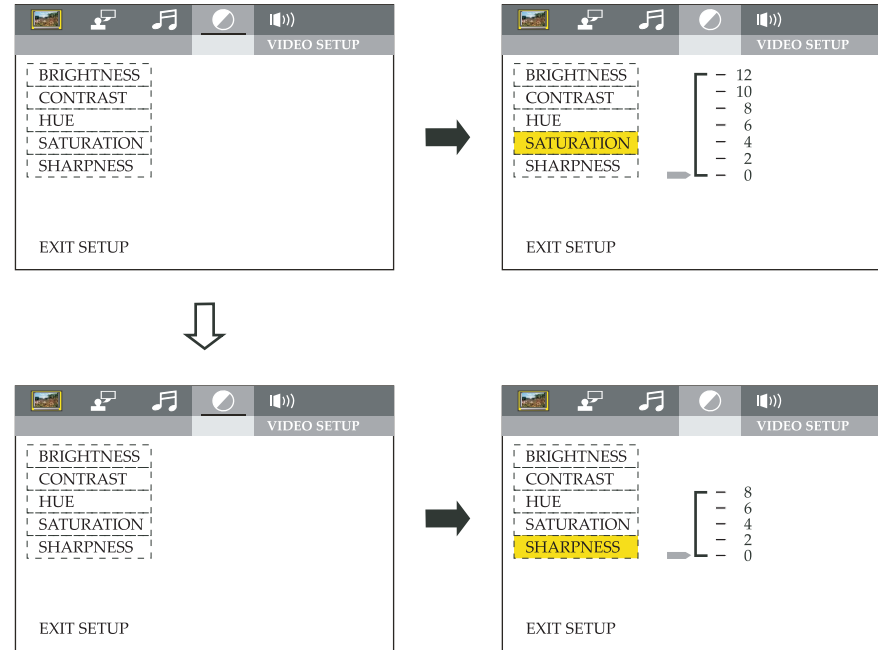 VIDEO SETUP
BRIGHTNESS
CONTRAST
HUE
SATURATION
SHARPNESS
EXIT SETUP
VIDEO SETUP
BRIGHTNESS
CONTRAST
HUE
SATURATION
SHARPNESS
12
10
8
6
4
2
0
EXIT SETUP
VIDEO SETUP
BRIGHTNESS
CONTRAST
HUE
SATURATION
SHARPNESS
EXIT SETUP
VIDEO SETUP
BRIGHTNESS
CONTRAST
HUE
SATURATION
SHARPNESS
8
6
4
2
0
EXIT SETUP